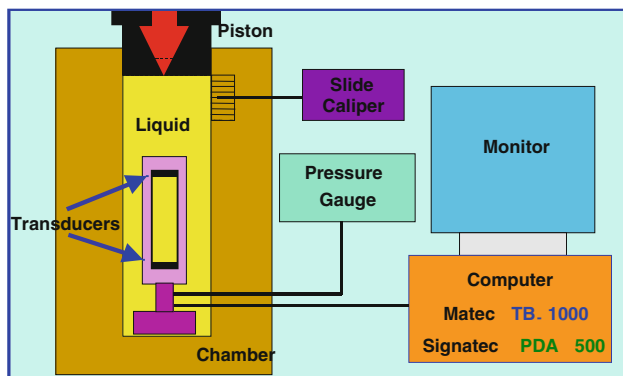 Piston
Slide
Caliper
Liquid
Monitor
Pressure
Gauge
Transducers
Computer
Matec TB- 1000
Signatec PDA 500
Chamber